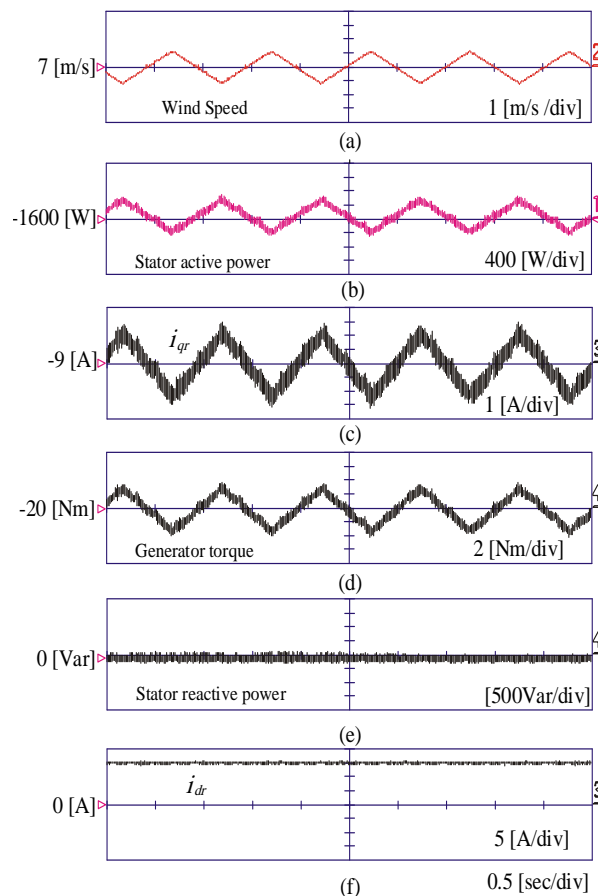 7 [m/s]
Wind Speed
1 [m/s /div]
(a)
-1600 [W]
Stator active power
400 [W/div]
(b)
i_qr
-9 [A]
1 [A/div]
(c)
-20 [Nm]
Generator torque
2 [Nm/div]
(d)
0 [Var]
Stator reactive power
[500Var/div]
(e)
i_dr
0 [A]
5 [A/div]
(f)
0.5 [sec/div]